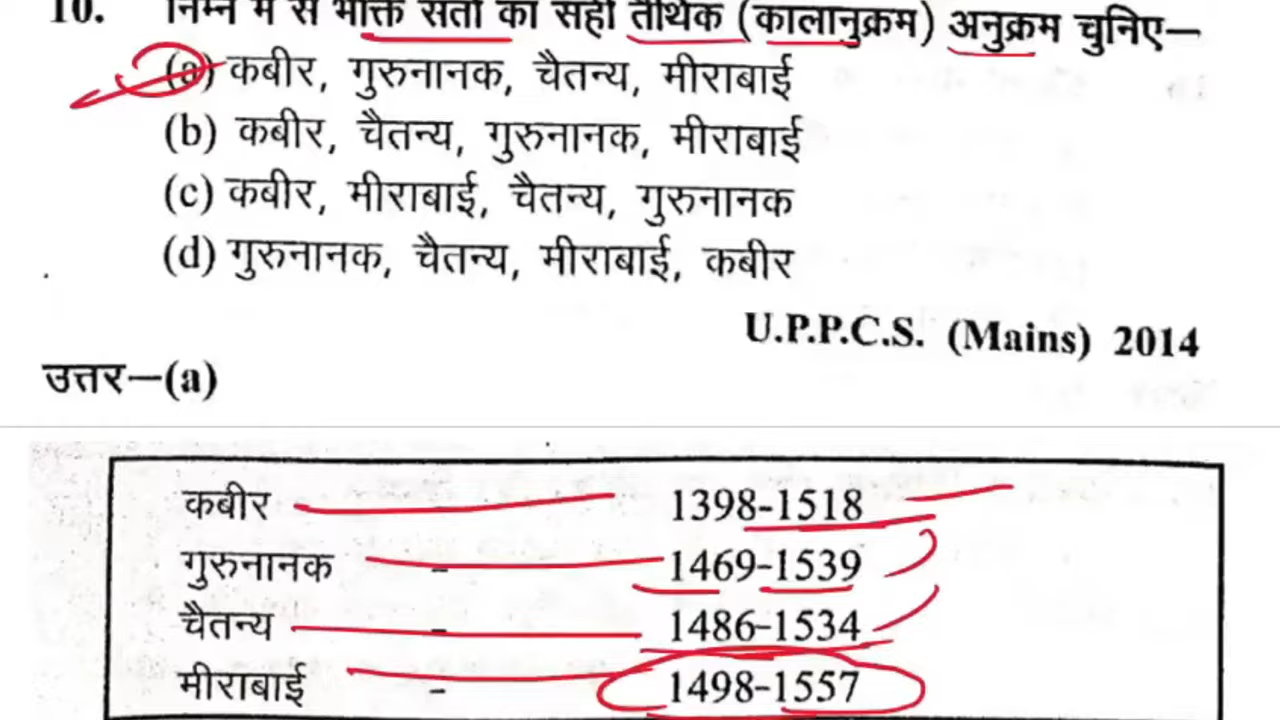 10. निम्न में से भक्ति संतों का सही तैथिक (कालानुक्रम) अनुक्रम चुनिए—
(a) कबीर, गुरुनानक, चैतन्य, मीराबाई
(b) कबीर, चैतन्य, गुरुनानक, मीराबाई
(c) कबीर, मीराबाई, चैतन्य, गुरुनानक
(d) गुरुनानक, चैतन्य, मीराबाई, कबीर
U.P.P.C.S. (Mains) 2014
उत्तर—(a)
कबीर - 1398-1518
गुरुनानक - 1469-1539
चैतन्य - 1486-1534
मीराबाई - 1498-1557